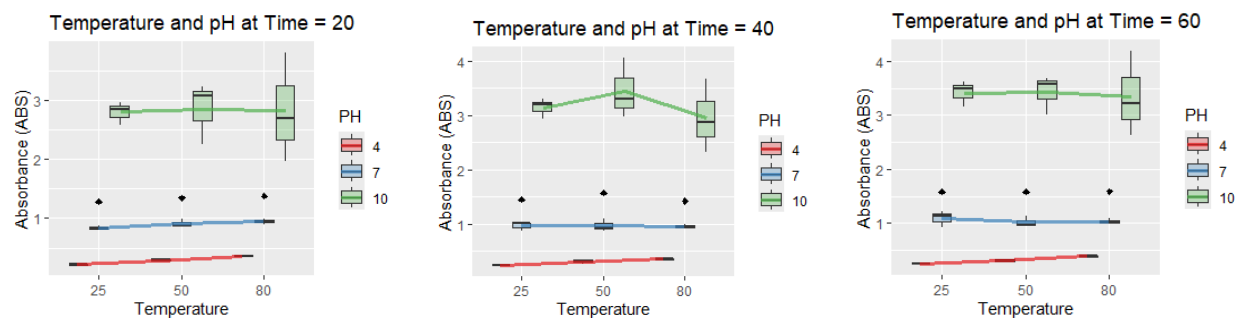 Temperature and pH at Time = 20
Absorbance (ABS)
3
2
1
25
50
80
Temperature
PH
4
7
10
Temperature and pH at Time = 40
Absorbance (ABS)
4
3
2
1
25
50
80
Temperature
PH
4
7
10
Temperature and pH at Time = 60
Absorbance (ABS)
4
3
2
1
25
50
80
Temperature
PH
4
7
10